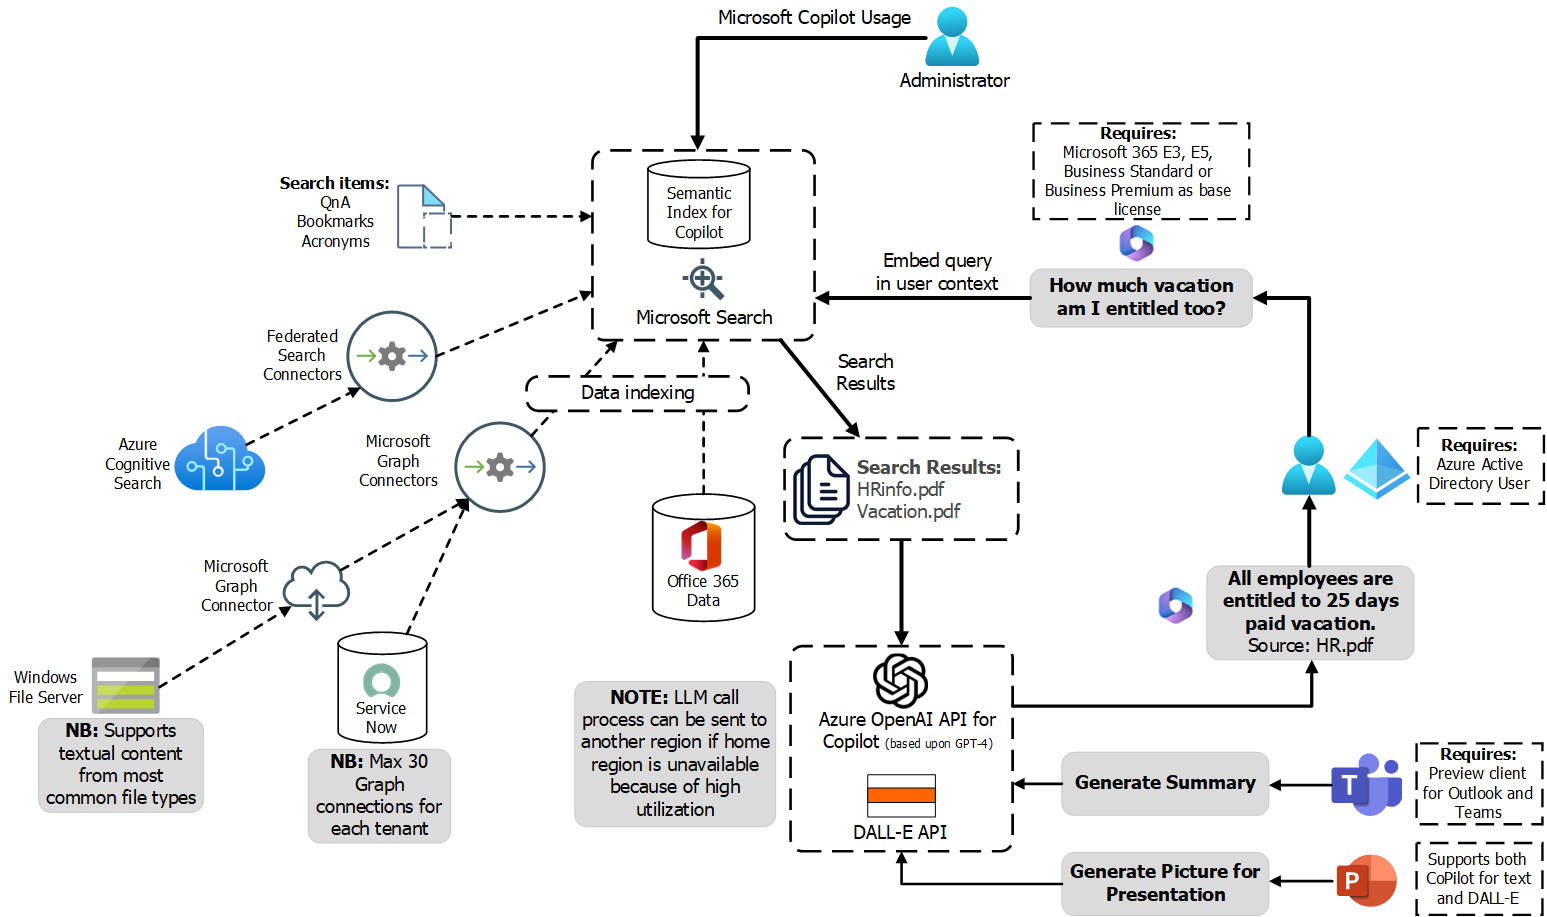 Microsoft Copilot Usage
Administrator
Requires:
Microsoft 365 E3, E5,
Business Standard or
Business Premium as base
license
Search items:
QnA
Bookmarks
Acronyms
Semantic
Index for
Copilot
Microsoft Search
Embed query
in user context
How much vacation
am I entitled too?
Federated
Search
Connectors
Data indexing
Search
Results
Azure
Cognitive
Search
Microsoft
Graph
Connectors
Search Results:
HRinfo.pdf
Vacation.pdf
Requires:
Azure Active
Directory User
Microsoft
Graph
Connector
Office 365
Data
All employees are
entitled to 25 days
paid vacation.
Source: HR.pdf
Windows
File Server
NB: Supports
textual content
from most
common file types
Service
Now
NB: Max 30
Graph
connections for
each tenant
NOTE: LLM call
process can be sent to
another region if home
region is unavailable
because of high
utilization
Azure OpenAI API for
Copilot (based upon GPT-4)
DALL-E API
Generate Summary
T
Requires:
Preview client
for Outlook and
Teams
Generate Picture for
Presentation
P
Supports both
CoPilot for text
and DALL-E